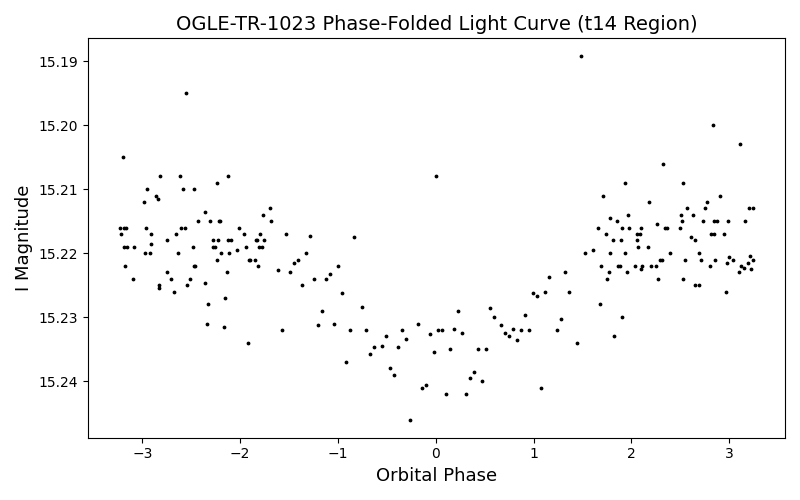 OGLE-TR-1023 Phase-Folded Light Curve (t14 Region)
15.19
15.20
15.21
15.22
15.23
15.24
I Magnitude
−3 −2 −1 0 1 2 3
Orbital Phase